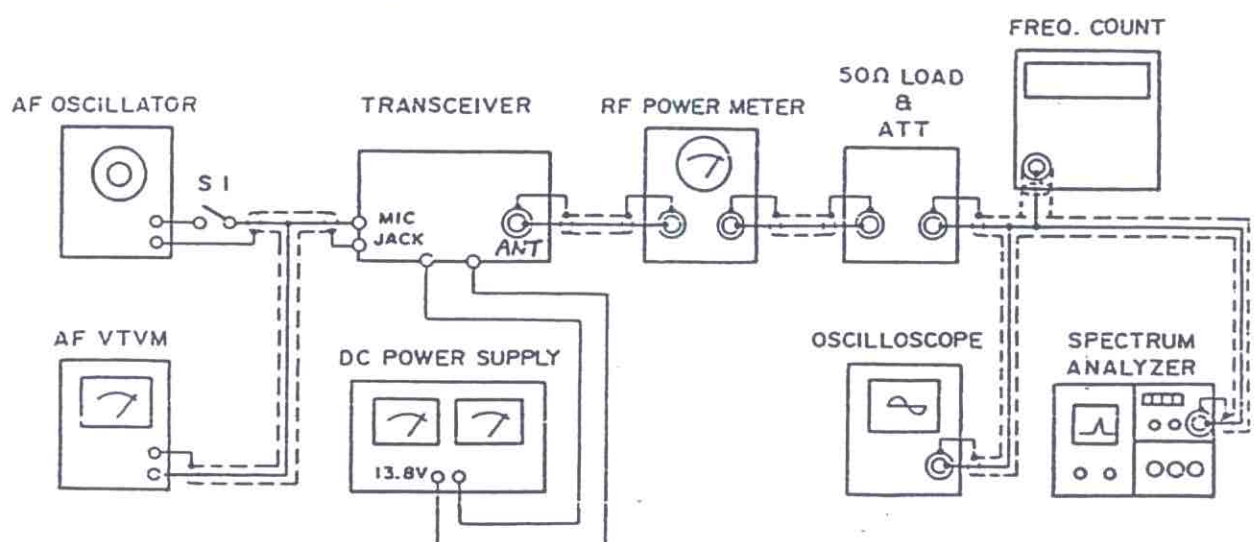 FREQ. COUNT
50Ω LOAD
&
ATT
AF OSCILLATOR
TRANSCEIVER
RF POWER METER
S1
MIC
JACK
ANT
AF VTVM
DC POWER SUPPLY
13.8V
OSCILLOSCOPE
SPECTRUM
ANALYZER